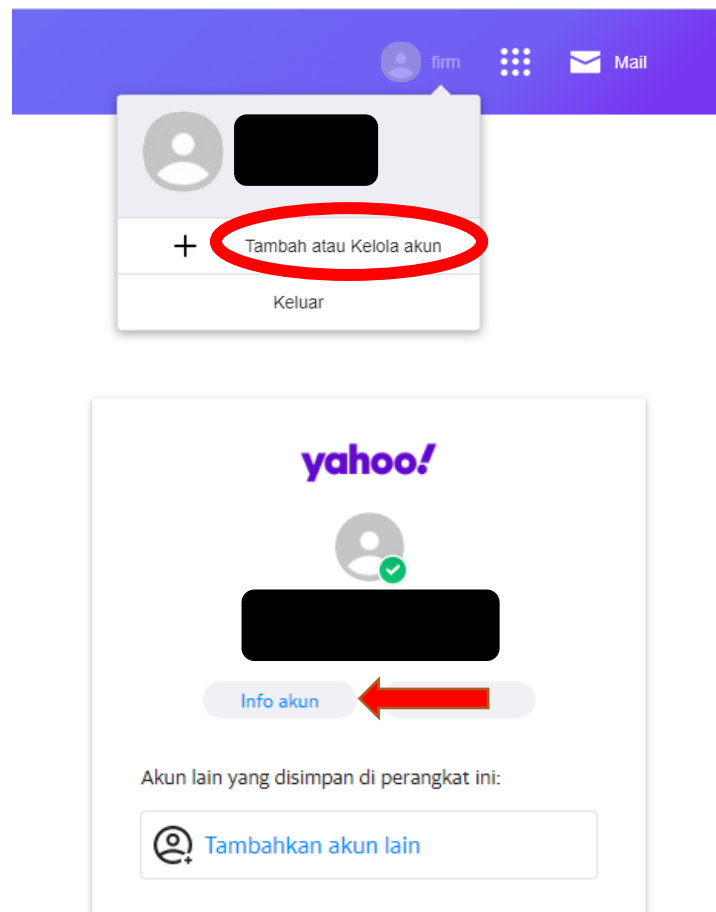 firm
Mail
Tambah atau Kelola akun
Keluar
yahoo!
Info akun
Akun lain yang disimpan di perangkat ini:
Tambahkan akun lain